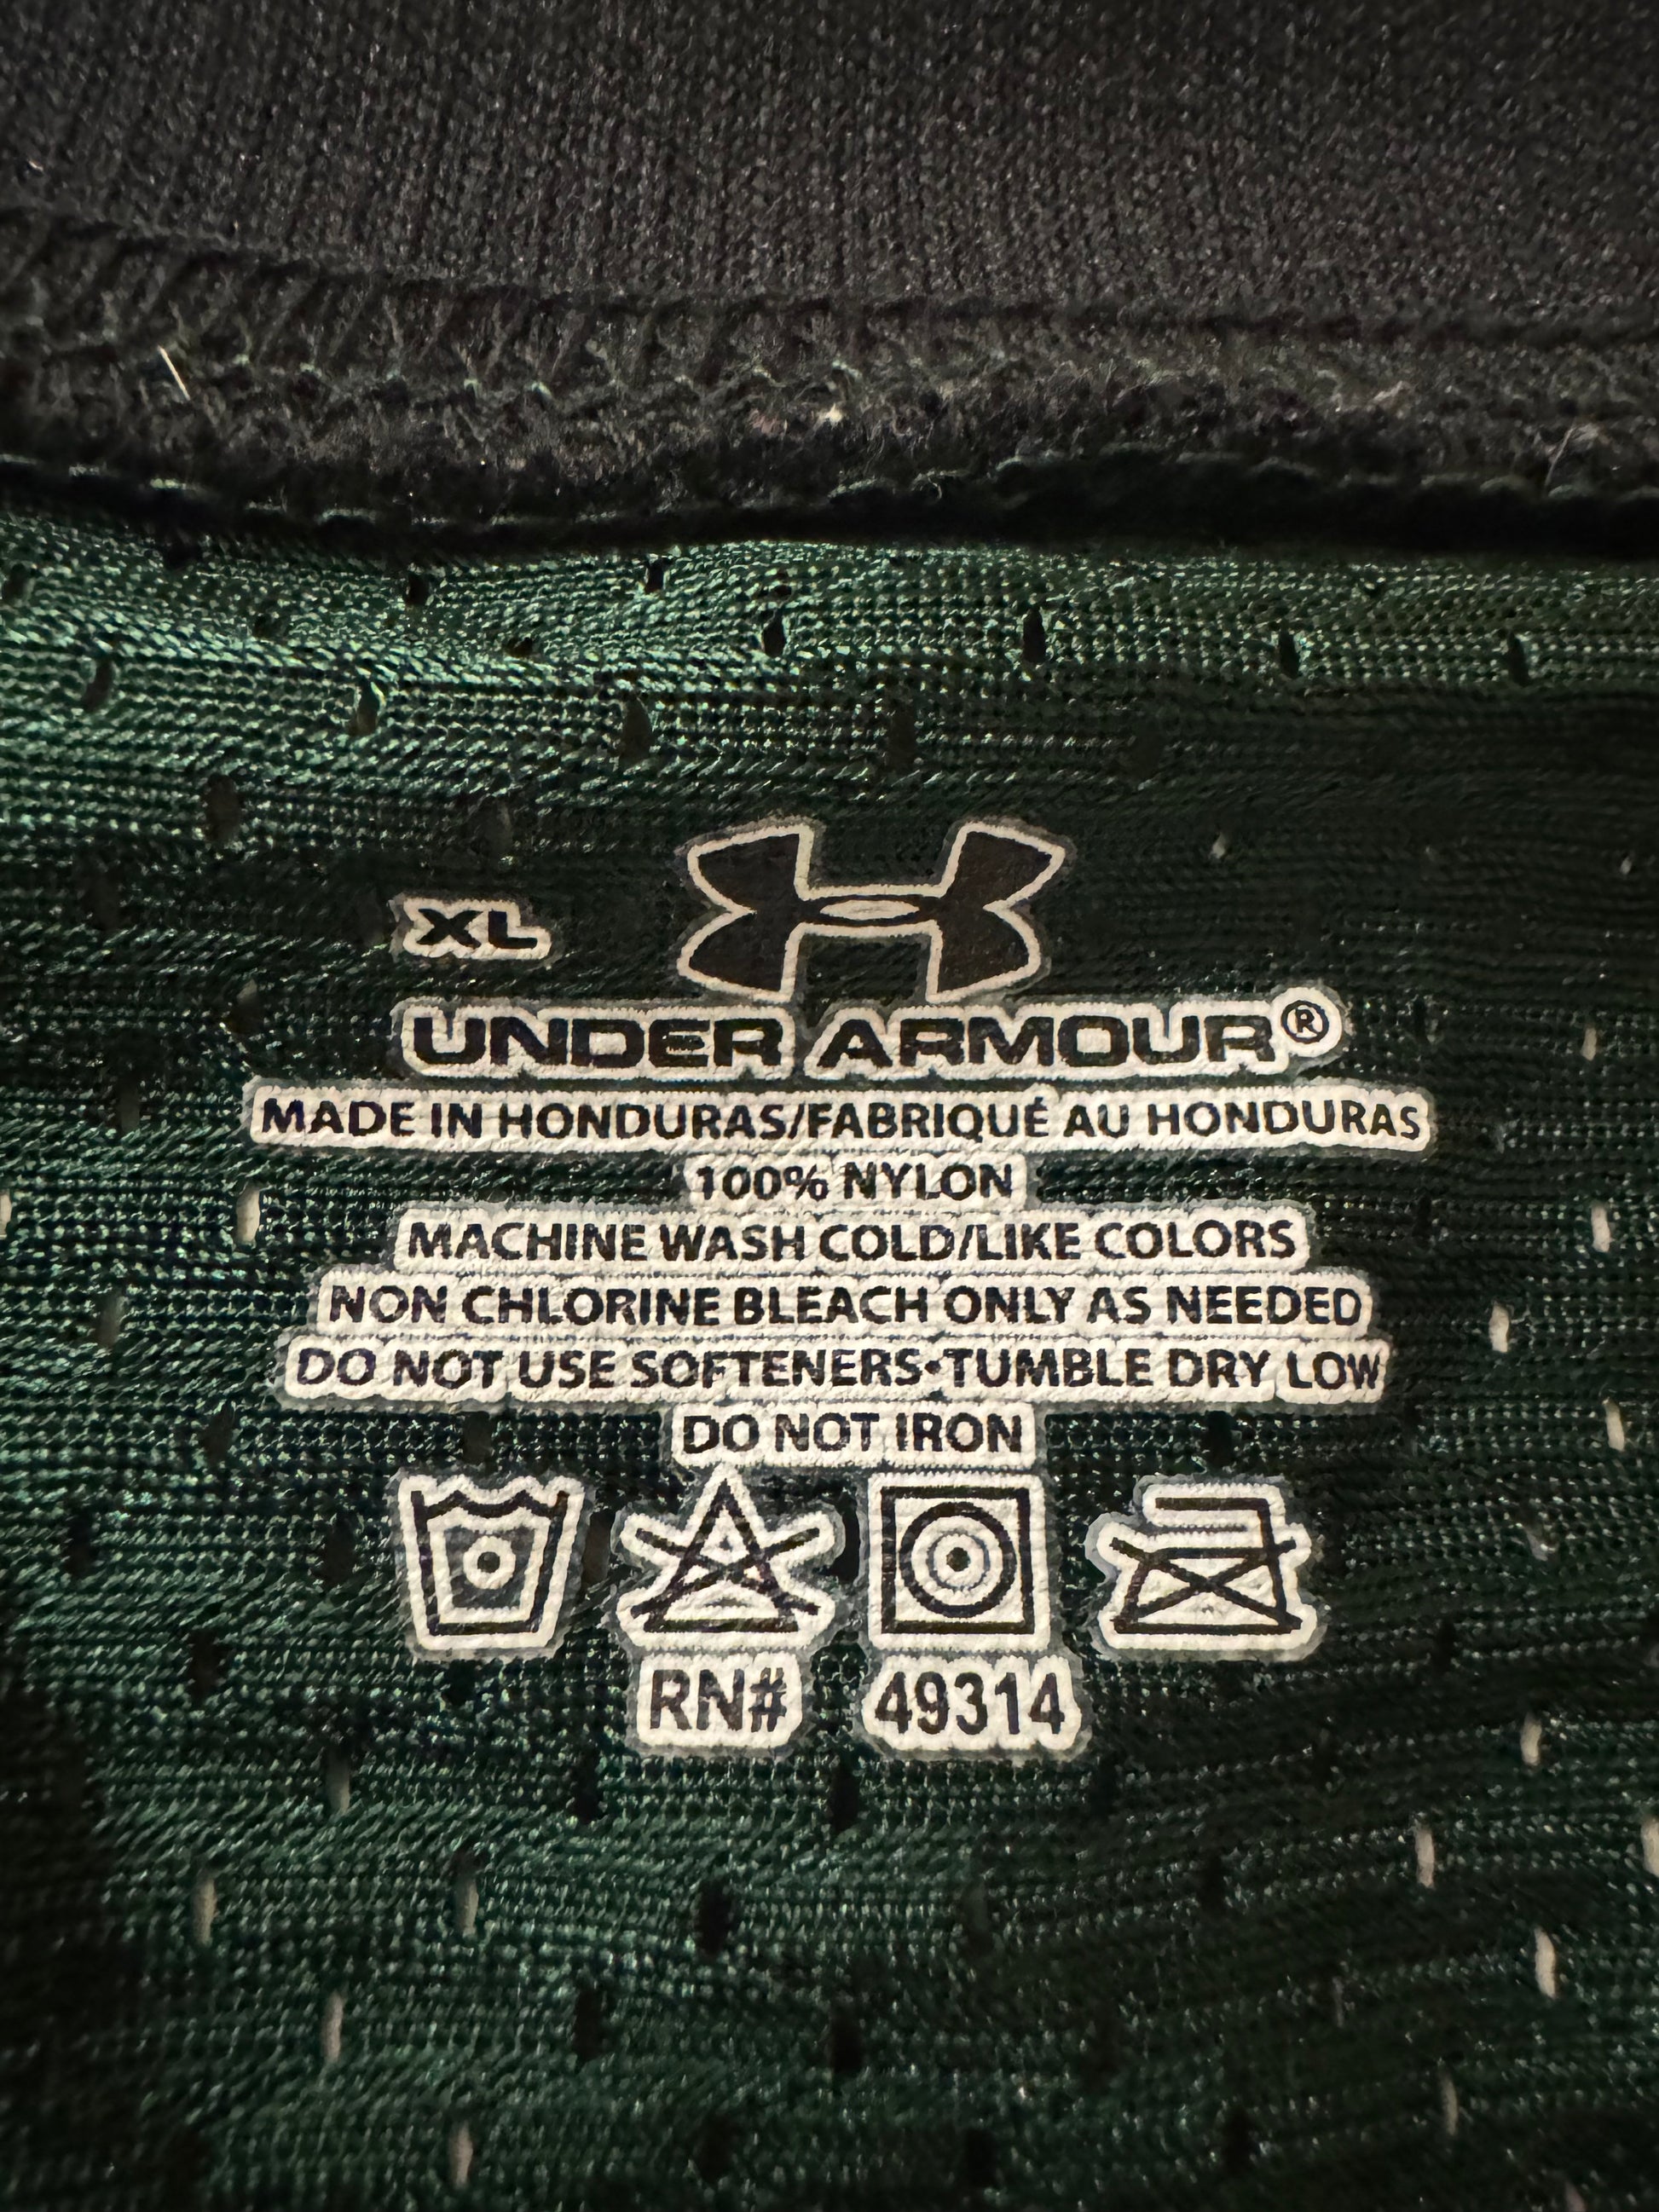 XL
UNDER ARMOUR®
MADE IN HONDURAS/FABRIQUÉ AU HONDURAS
100% NYLON
MACHINE WASH COLD/LIKE COLORS
NON CHLORINE BLEACH ONLY AS NEEDED
DO NOT USE SOFTENERS•TUMBLE DRY LOW
DO NOT IRON
RN# 49314